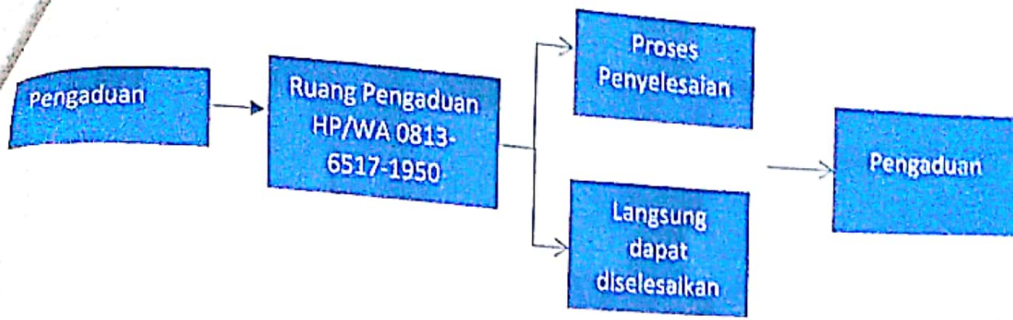 Pengaduan
Ruang Pengaduan
HP/WA 0813-
6517-1950
Proses
Penyelesaian
Langsung
dapat
diselesaikan
Pengaduan